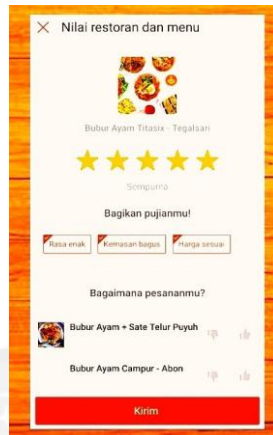 Nilai restoran dan menu
Bubur Ayam Titasix - Tegalsari
Sempurna
Bagikan pujianmu!
Rasa enak Kemasan bagus Harga sesuai
Bagaimana pesananmu?
Bubur Ayam + Sate Telur Puyuh
Bubur Ayam Campur - Abon
Kirim